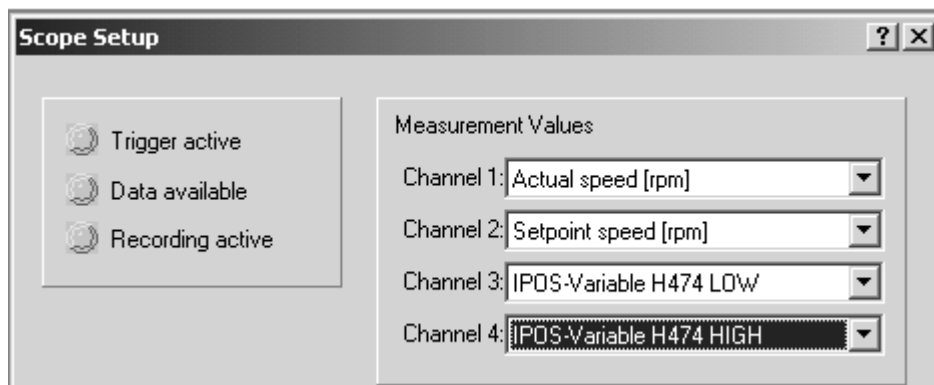 Scope Setup
Trigger active
Data available
Recording active
Measurement Values
Channel 1: Actual speed [rpm]
Channel 2: Setpoint speed [rpm]
Channel 3: IPOS-Variable H474 LOW
Channel 4: IPOS-Variable H474 HIGH